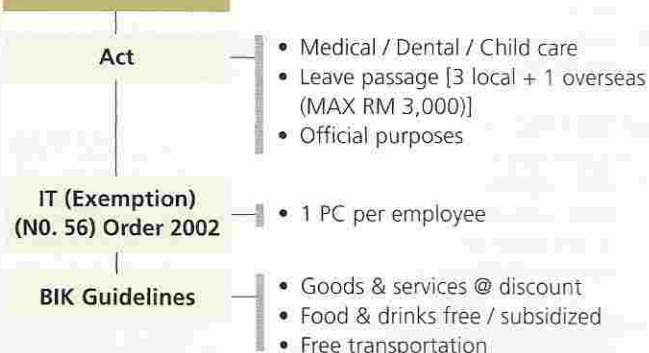 Act
• Medical / Dental / Child care
• Leave passage [3 local + 1 overseas
(MAX RM 3,000)]
• Official purposes
IT (Exemption)
(N0. 56) Order 2002
• 1 PC per employee
BIK Guidelines
• Goods & services @ discount
• Food & drinks free / subsidized
• Free transportation